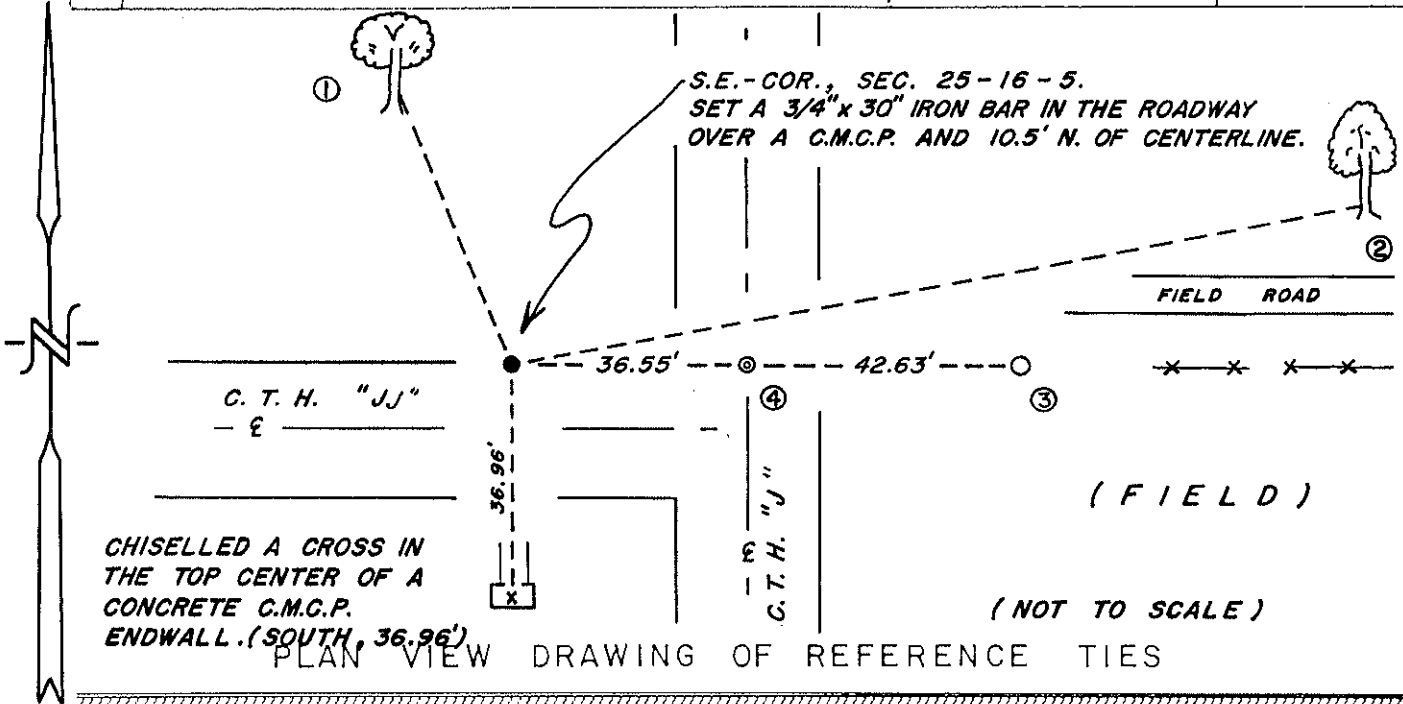 ①
S.E.-COR., SEC. 25-16-5.
SET A 3/4" x 30" IRON BAR IN THE ROADWAY
OVER A C.M.C.P. AND 10.5' N. OF CENTERLINE.
②
FIELD ROAD
N
36.55'
42.63'
④
③
C. T. H. "JJ"
℄
36.96'
(FIELD)
℄ C.T.H. "J"
CHISELLED A CROSS IN
THE TOP CENTER OF A
CONCRETE C.M.C.P.
ENDWALL. (SOUTH, 36.96')
(NOT TO SCALE)
PLAN VIEW DRAWING OF REFERENCE TIES